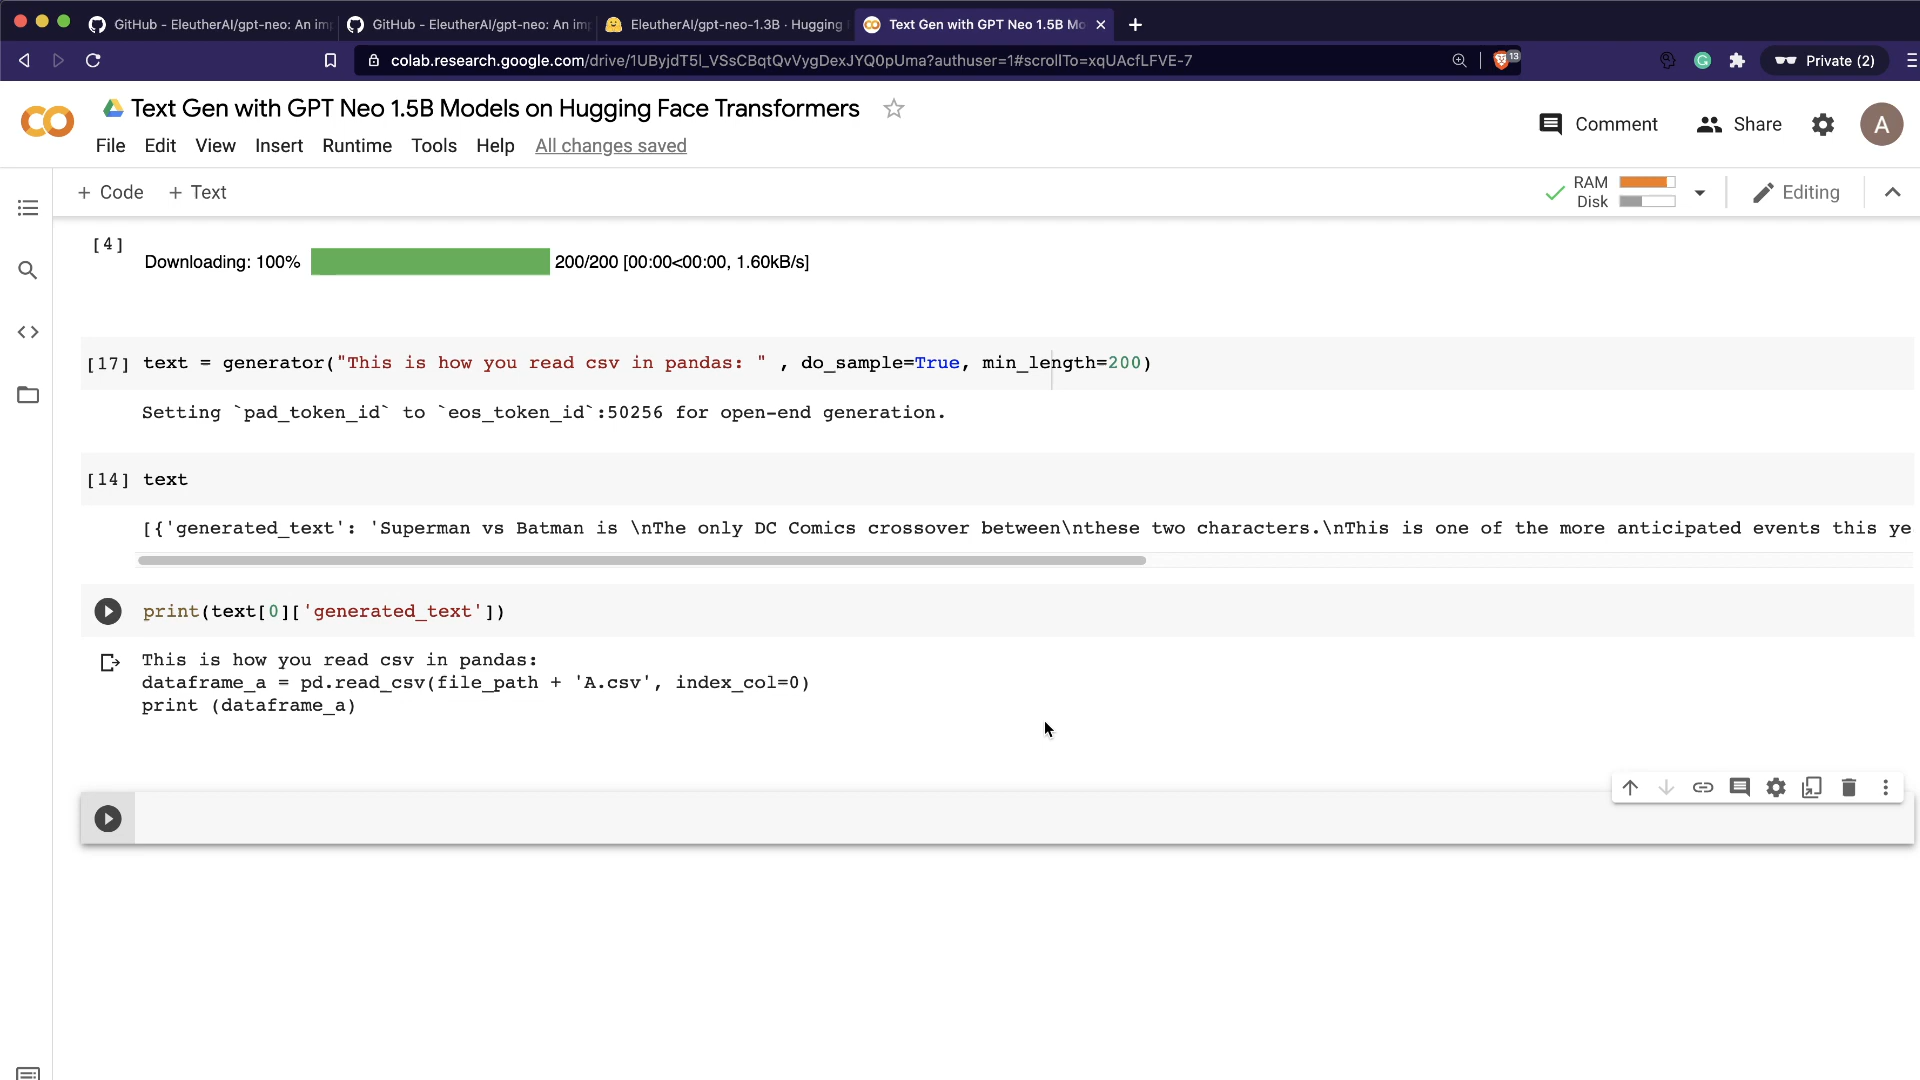 GitHub - EleutherAI/gpt-neo: An im
GitHub - EleutherAI/gpt-neo: An im
EleutherAI/gpt-neo-1.3B · Hugging
Text Gen with GPT Neo 1.5B Mo
colab.research.google.com/drive/1UByjdT5l_VSsCBqtQvVygDexJYQ0pUma?authuser=1#scrollTo=xqUAcfLFVE-7
13
Private (2)
Text Gen with GPT Neo 1.5B Models on Hugging Face Transformers
File Edit View Insert Runtime Tools Help All changes saved
Comment
Share
A
+ Code + Text
RAM
Disk
Editing
[4]
Downloading: 100% 200/200 [00:00<00:00, 1.60kB/s]
[17] text = generator("This is how you read csv in pandas: " , do_sample=True, min_length=200)
Setting `pad_token_id` to `eos_token_id`:50256 for open-end generation.
[14] text
[{'generated_text': 'Superman vs Batman is \nThe only DC Comics crossover between\nthese two characters.\nThis is one of the more anticipated events this ye
print(text[0]['generated_text'])
This is how you read csv in pandas:
dataframe_a = pd.read_csv(file_path + 'A.csv', index_col=0)
print (dataframe_a)